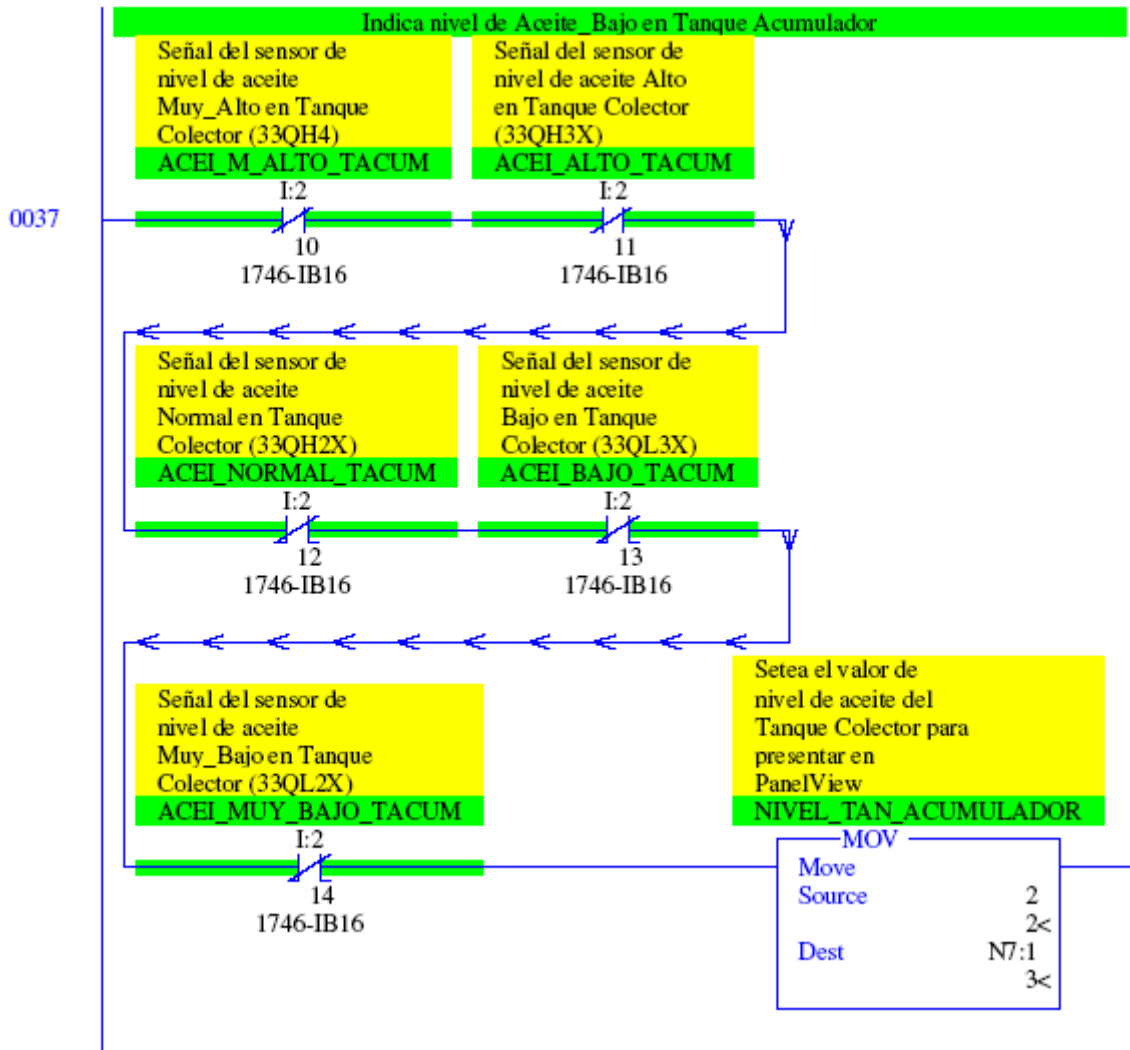 Indica nivel de Aceite_Bajo en Tanque Acumulador
Señal del sensor de
nivel de aceite
Muy_Alto en Tanque
Colector (33QH4)
ACEI_M_ALTO_TACUM
I:2
10
1746-IB16
Señal del sensor de
nivel de aceite Alto
en Tanque Colector
(33QH3X)
ACEI_ALTO_TACUM
I:2
11
1746-IB16
0037
Señal del sensor de
nivel de aceite
Normal en Tanque
Colector (33QH2X)
ACEI_NORMAL_TACUM
I:2
12
1746-IB16
Señal del sensor de
nivel de aceite
Bajo en Tanque
Colector (33QL3X)
ACEI_BAJO_TACUM
I:2
13
1746-IB16
Señal del sensor de
nivel de aceite
Muy_Bajo en Tanque
Colector (33QL2X)
ACEI_MUY_BAJO_TACUM
I:2
14
1746-IB16
Setea el valor de
nivel de aceite del
Tanque Colector para
presentar en
PanelView
NIVEL_TAN_ACUMULADOR
MOV
Move
Source 2
2<
Dest N7:1
3<